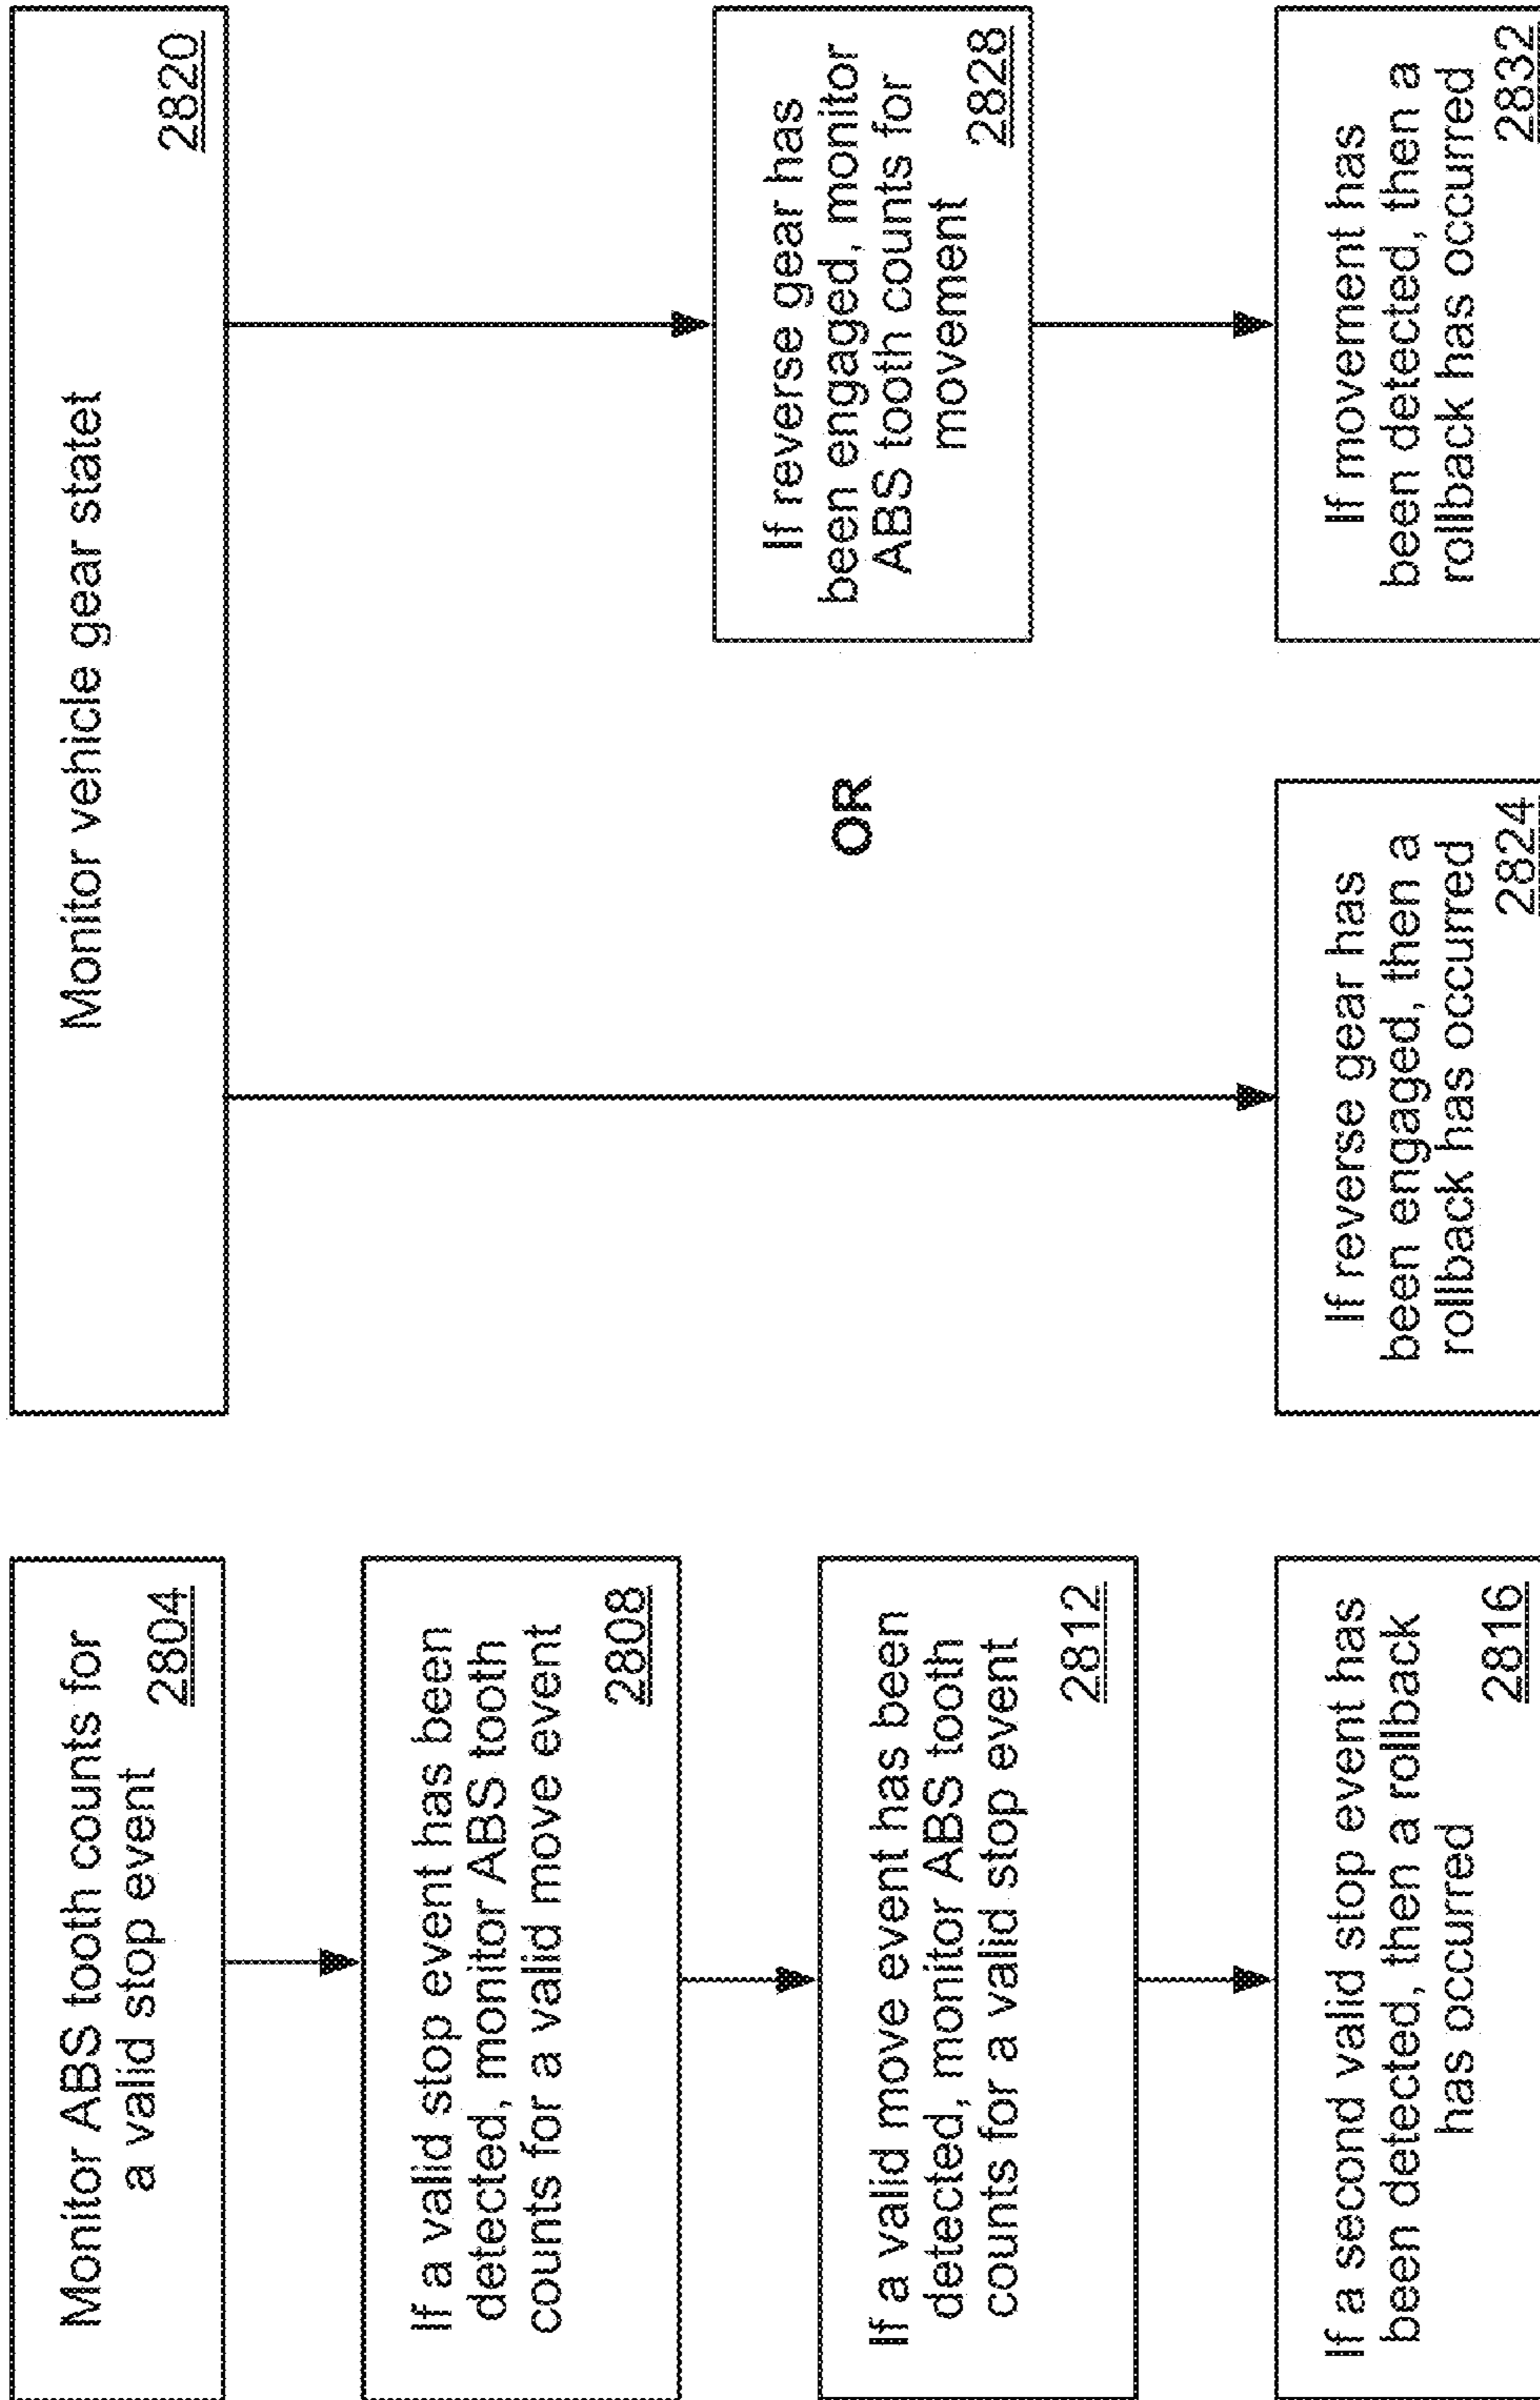 Monitor ABS tooth counts for
a valid stop event
2804
If a valid stop event has been
detected, monitor ABS tooth
counts for a valid move event
2808
If a valid move event has been
detected, monitor ABS tooth
counts for a valid stop event
2812
If a second valid stop event has
been detected, then a rollback
has occurred
2816
Monitor vehicle gear statet
2820
OR
If reverse gear has
been engaged, then a
rollback has occurred
2824
If reverse gear has
been engaged, monitor
ABS tooth counts for
movement
2828
If movement has
been detected, then a
rollback has occurred
2832